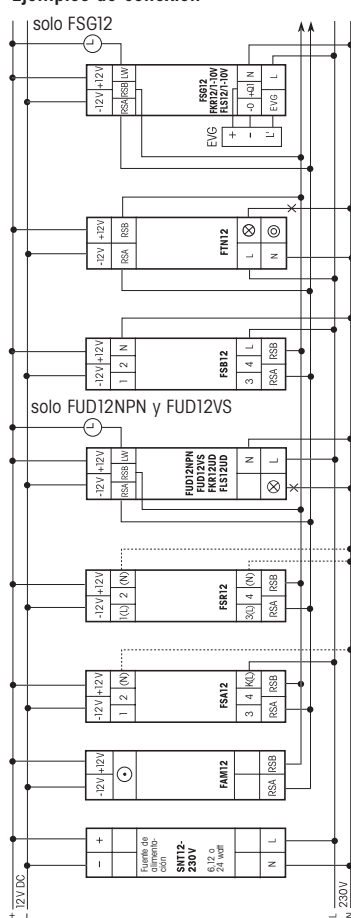 Ejemplos de conexión
solo FSG12
-12V +12V
RSA RSB LW
FSG12
FKR12/1-10V
FLS12/1-10V
-0 +Q1 N
EVG L
EVG
+
−
L'
-12V +12V
RSA RSB
FTN12
L
N
-12V +12V
1 2 N
FSB12
3 4 L
RSA RSB
solo FUD12NPN y FUD12VS
-12V +12V
RSA RSB LW
FUD12NPN
FUD12VS
FKR12UD
FLS12UD
N
L
-12V +12V
1(L) 2 (N)
FSR12
3(L) 4 (N)
RSA RSB
-12V +12V
1 2 (N)
FSA12
3 4 K(L)
RSA RSB
-12V +12V
FAM12
RSA RSB
− +
Fuente de
alimenta-
ción
SNT12-
230V
6,12 o
24 watt
N L
+
12V DC
−
L
230V
N